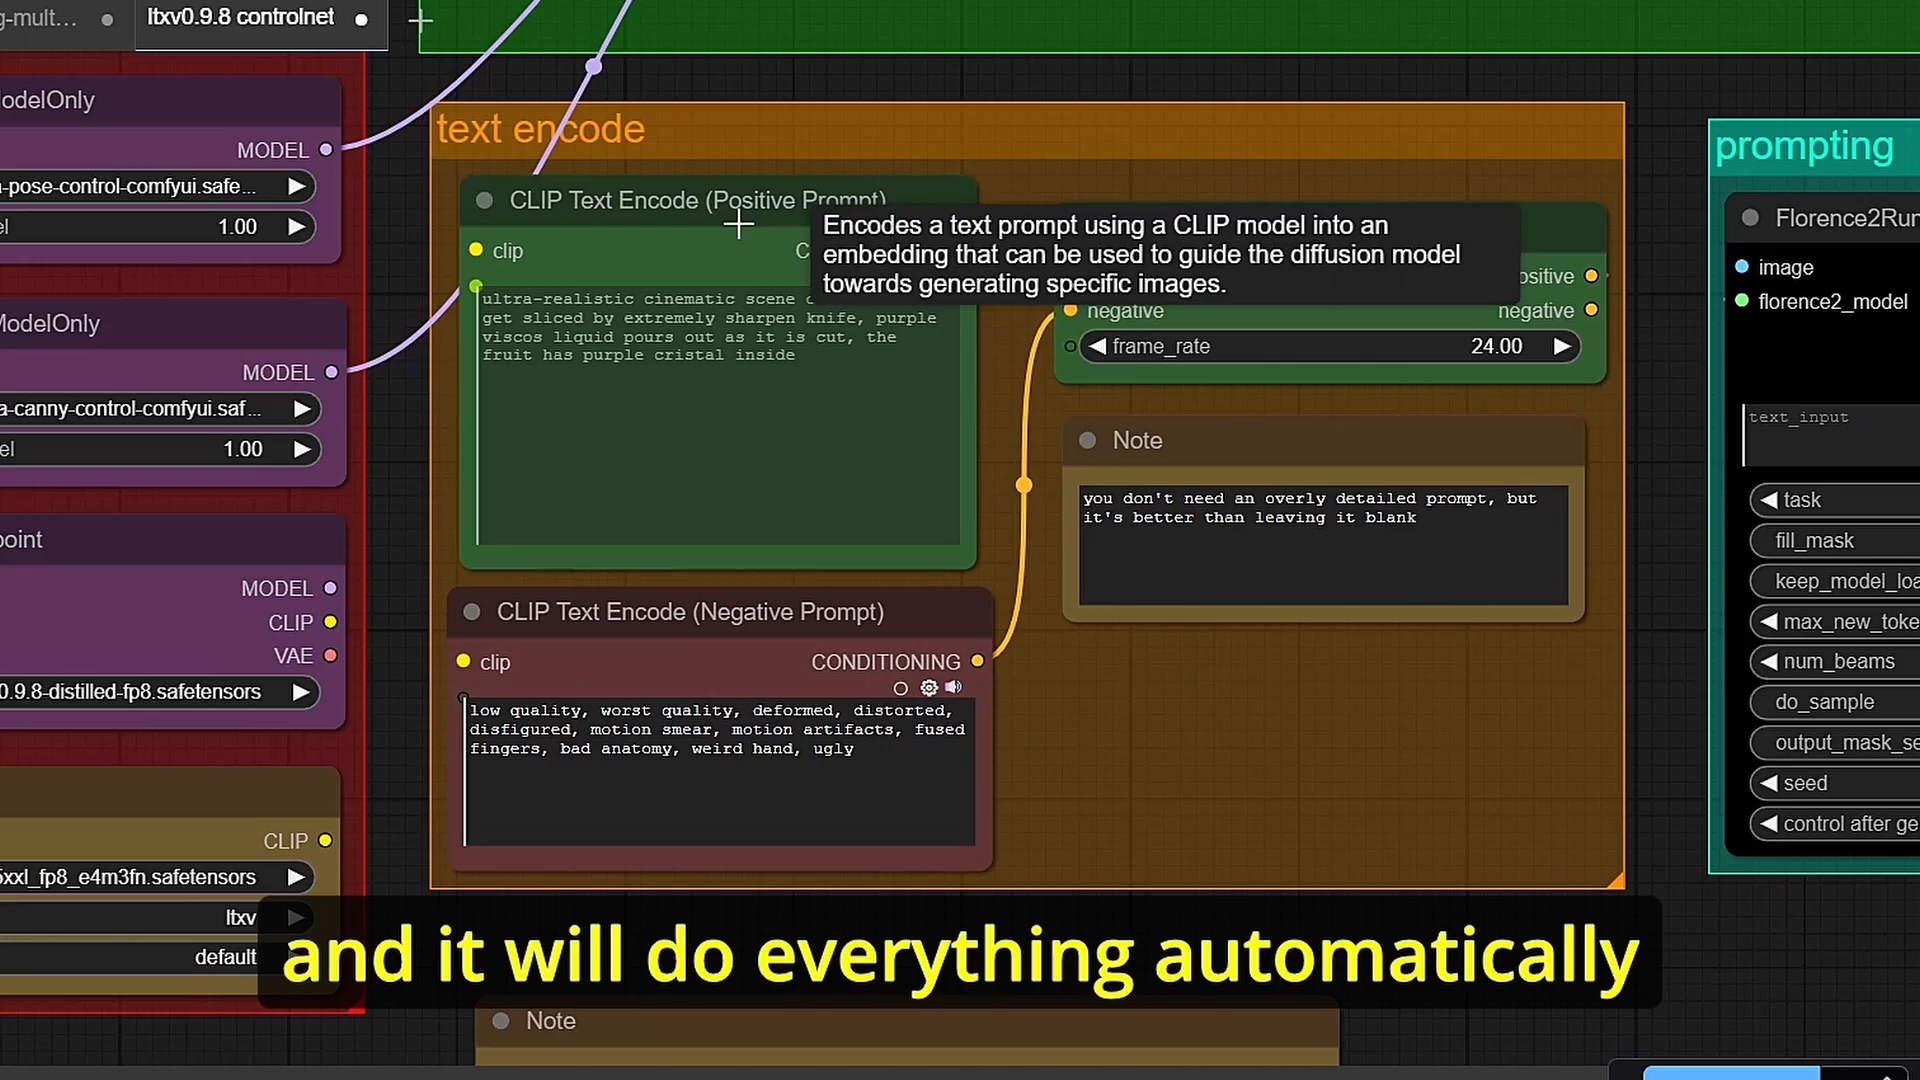 g-mult...
ltxv0.9.8 controlnet
odelOnly
MODEL
-pose-control-comfyui.safe...
el
1.00
ModelOnly
MODEL
a-canny-control-comfyui.saf...
el
1.00
point
MODEL
CLIP
VAE
0.9.8-distilled-fp8.safetensors
CLIP
5xxl_fp8_e4m3fn.safetensors
ltxv
default
text encode
CLIP Text Encode (Positive Prompt)
clip
C
ultra-realistic cinematic scene
get sliced by extremely sharpen knife, purple
viscos liquid pours out as it is cut, the
fruit has purple cristal inside
Encodes a text prompt using a CLIP model into an
embedding that can be used to guide the diffusion model
towards generating specific images.
positive
negative
negative
frame_rate
24.00
Note
you don't need an overly detailed prompt, but
it's better than leaving it blank
CLIP Text Encode (Negative Prompt)
clip
CONDITIONING
low quality, worst quality, deformed, distorted,
disfigured, motion smear, motion artifacts, fused
fingers, bad anatomy, weird hand, ugly
prompting
Florence2Run
image
florence2_model
text_input
task
fill_mask
keep_model_loa
max_new_toke
num_beams
do_sample
output_mask_se
seed
control after ge
and it will do everything automatically
Note